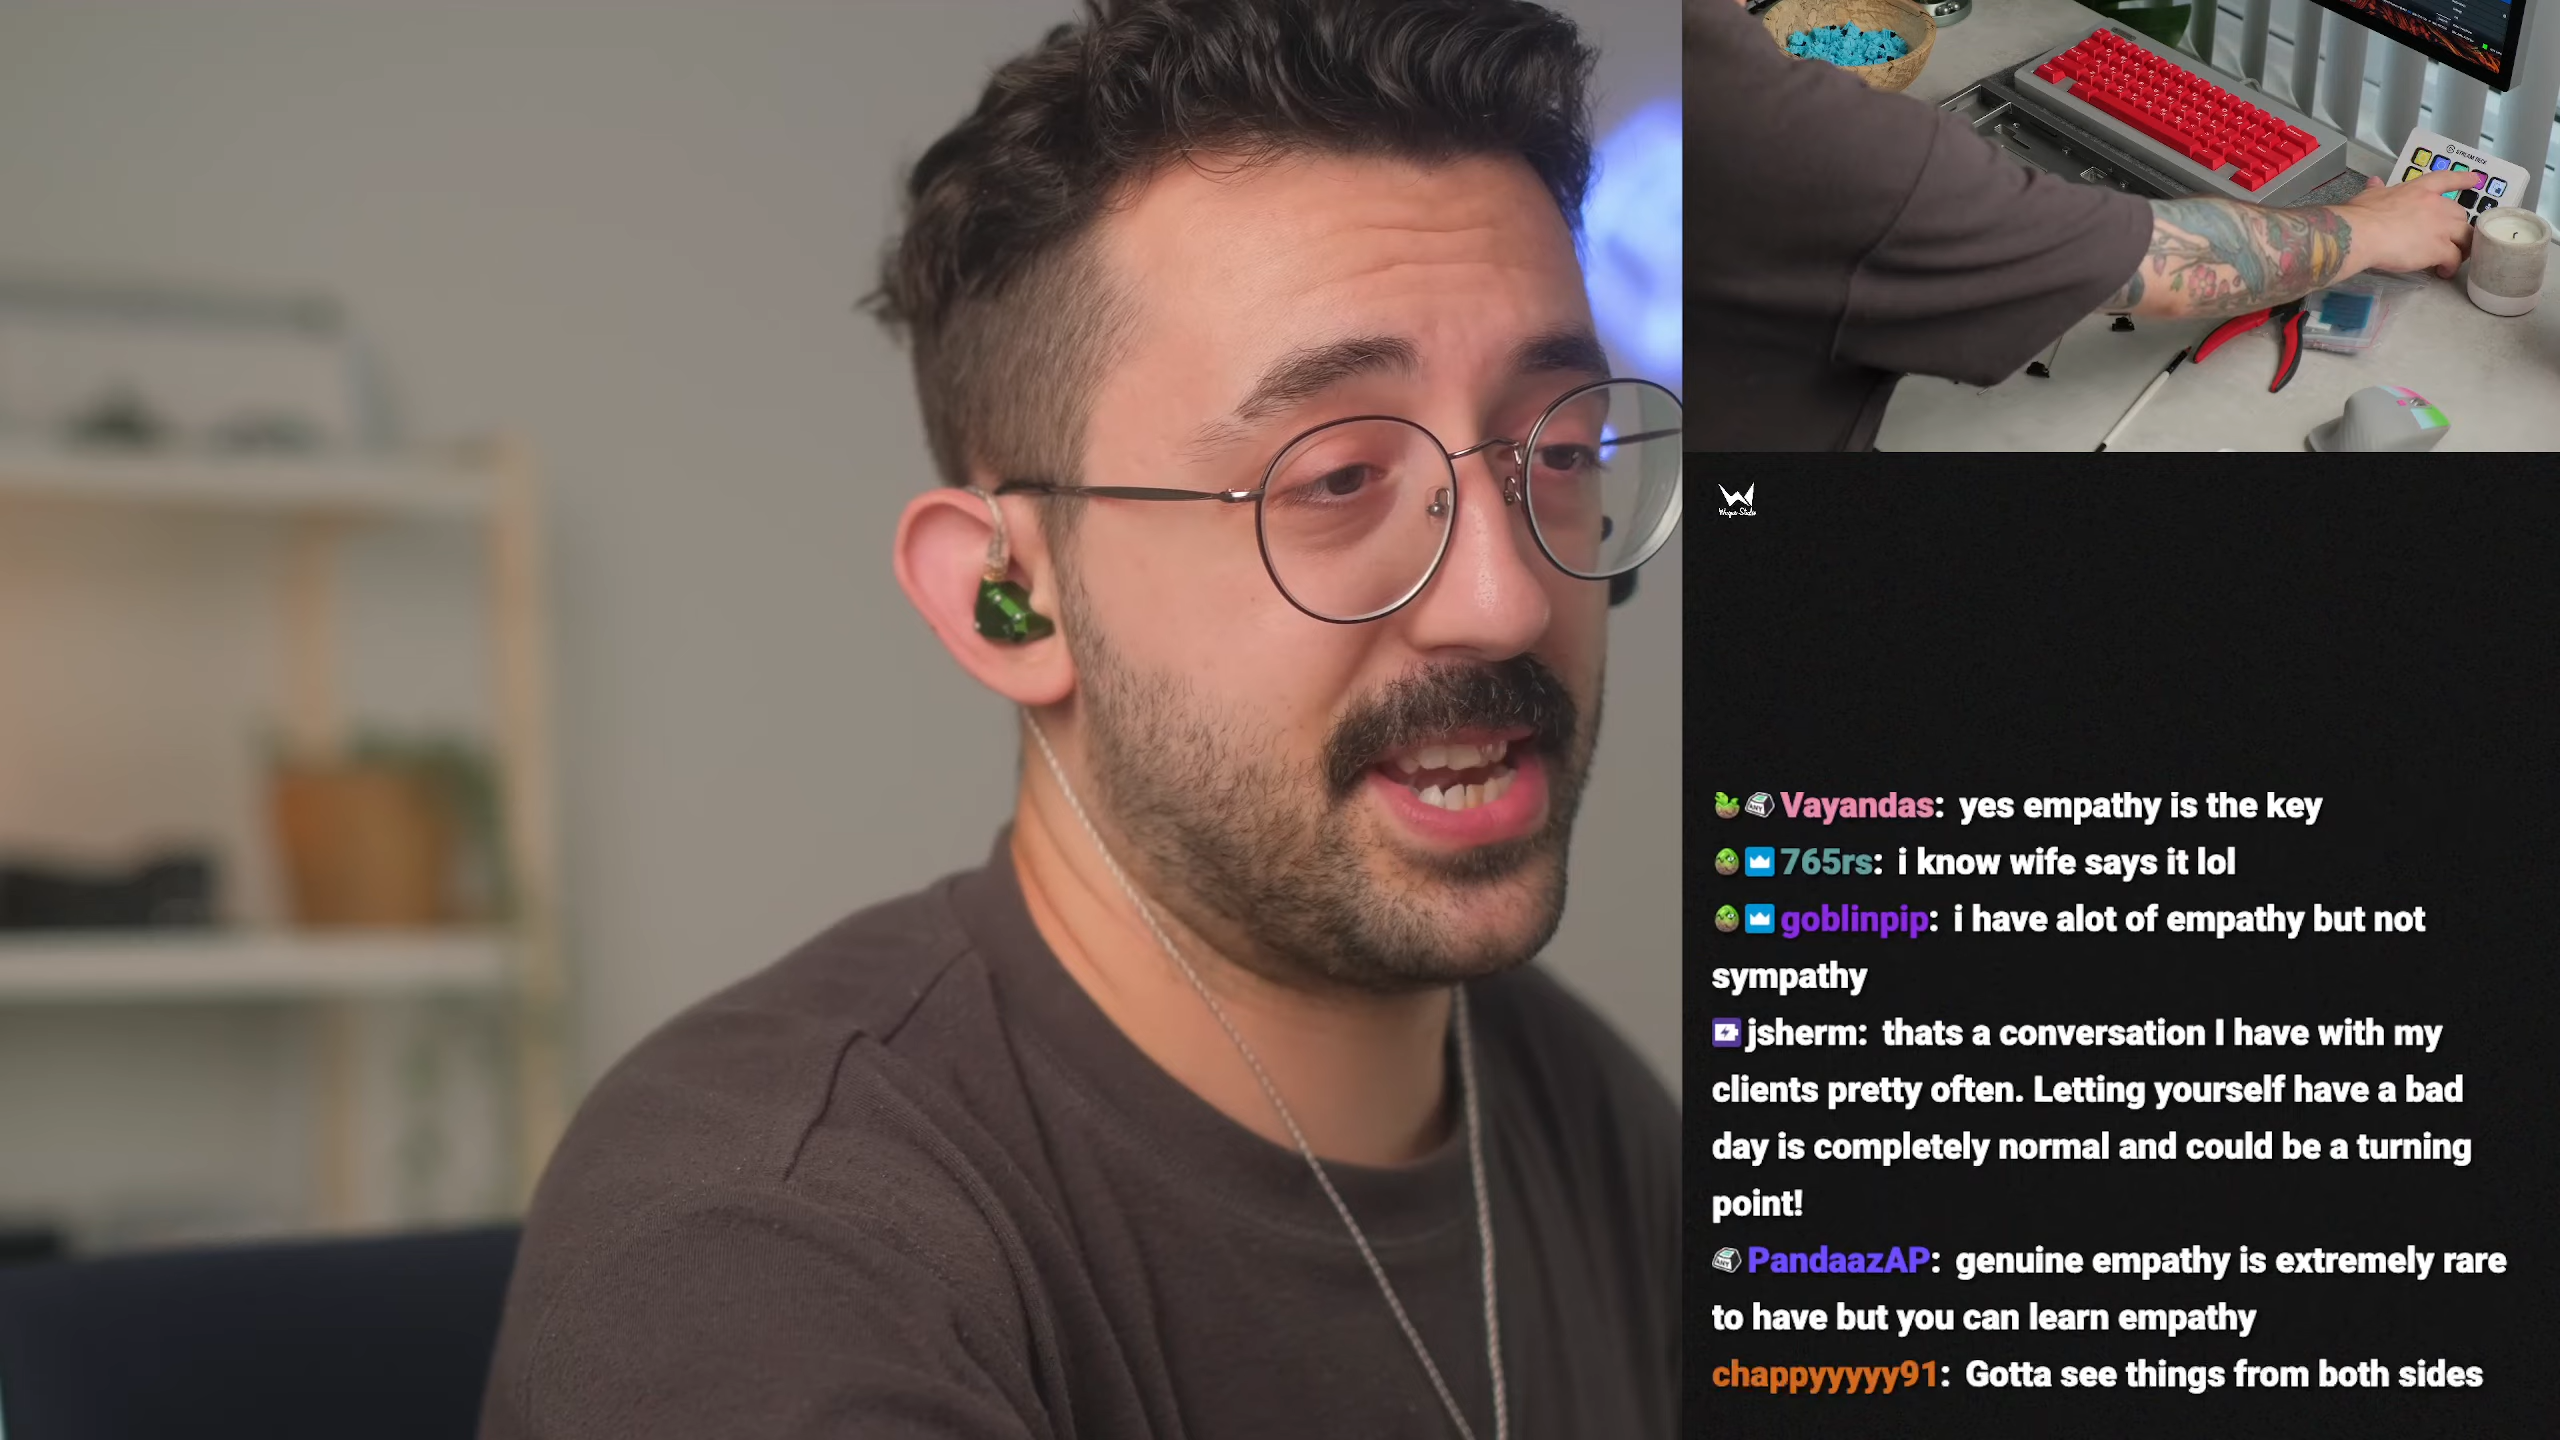 STREAM DECK
Vayandas: yes empathy is the key
765rs: i know wife says it lol
goblinpip: i have alot of empathy but not
sympathy
jsherm: thats a conversation I have with my
clients pretty often. Letting yourself have a bad
day is completely normal and could be a turning
point!
PandaazAP: genuine empathy is extremely rare
to have but you can learn empathy
chappyyyyy91: Gotta see things from both sides